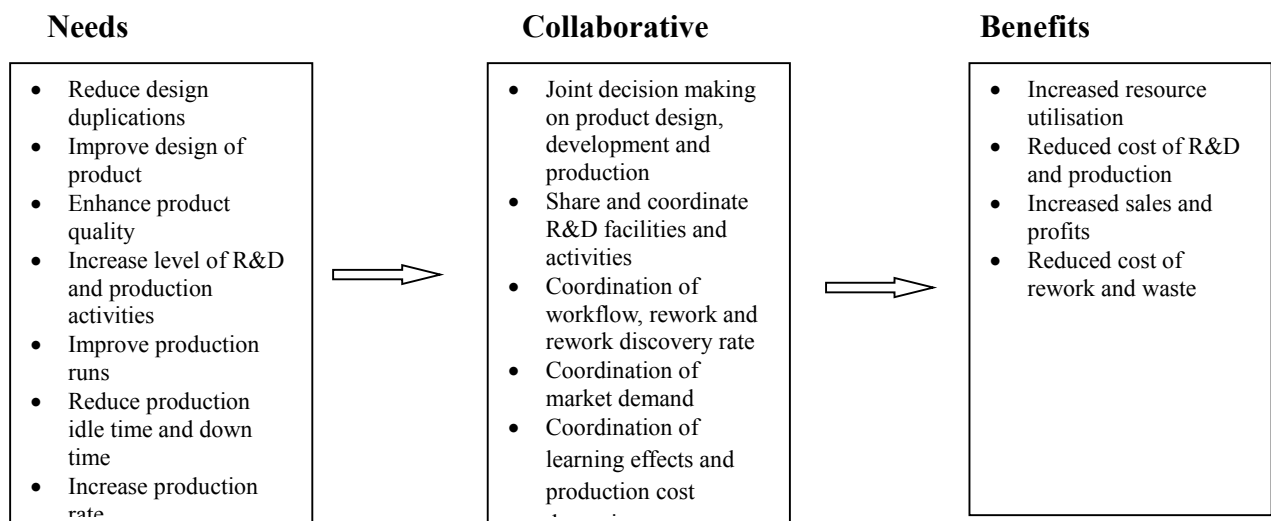 Needs
• Reduce design
duplications
• Improve design of
product
• Enhance product
quality
• Increase level of R&D
and production
activities
• Improve production
runs
• Reduce production
idle time and down
time
• Increase production
rate
Collaborative
• Joint decision making
on product design,
development and
production
• Share and coordinate
R&D facilities and
activities
• Coordination of
workflow, rework and
rework discovery rate
• Coordination of
market demand
• Coordination of
learning effects and
production cost
Benefits
• Increased resource
utilisation
• Reduced cost of R&D
and production
• Increased sales and
profits
• Reduced cost of
rework and waste